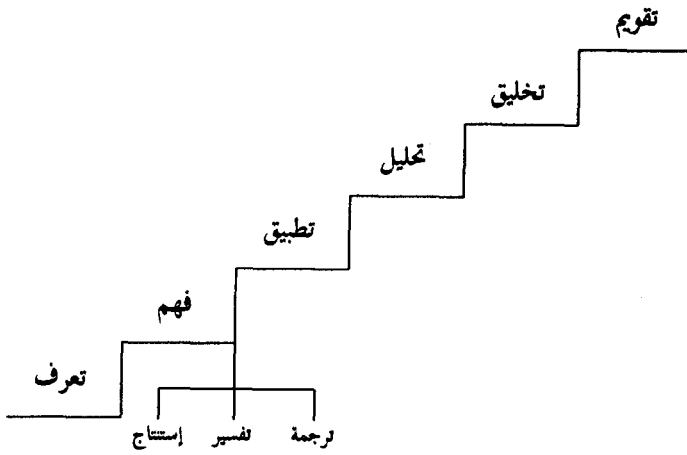 تقويم
تخليق
تحليل
تطبيق
فهم
تعرف
ترجمة تفسير إستنتاج